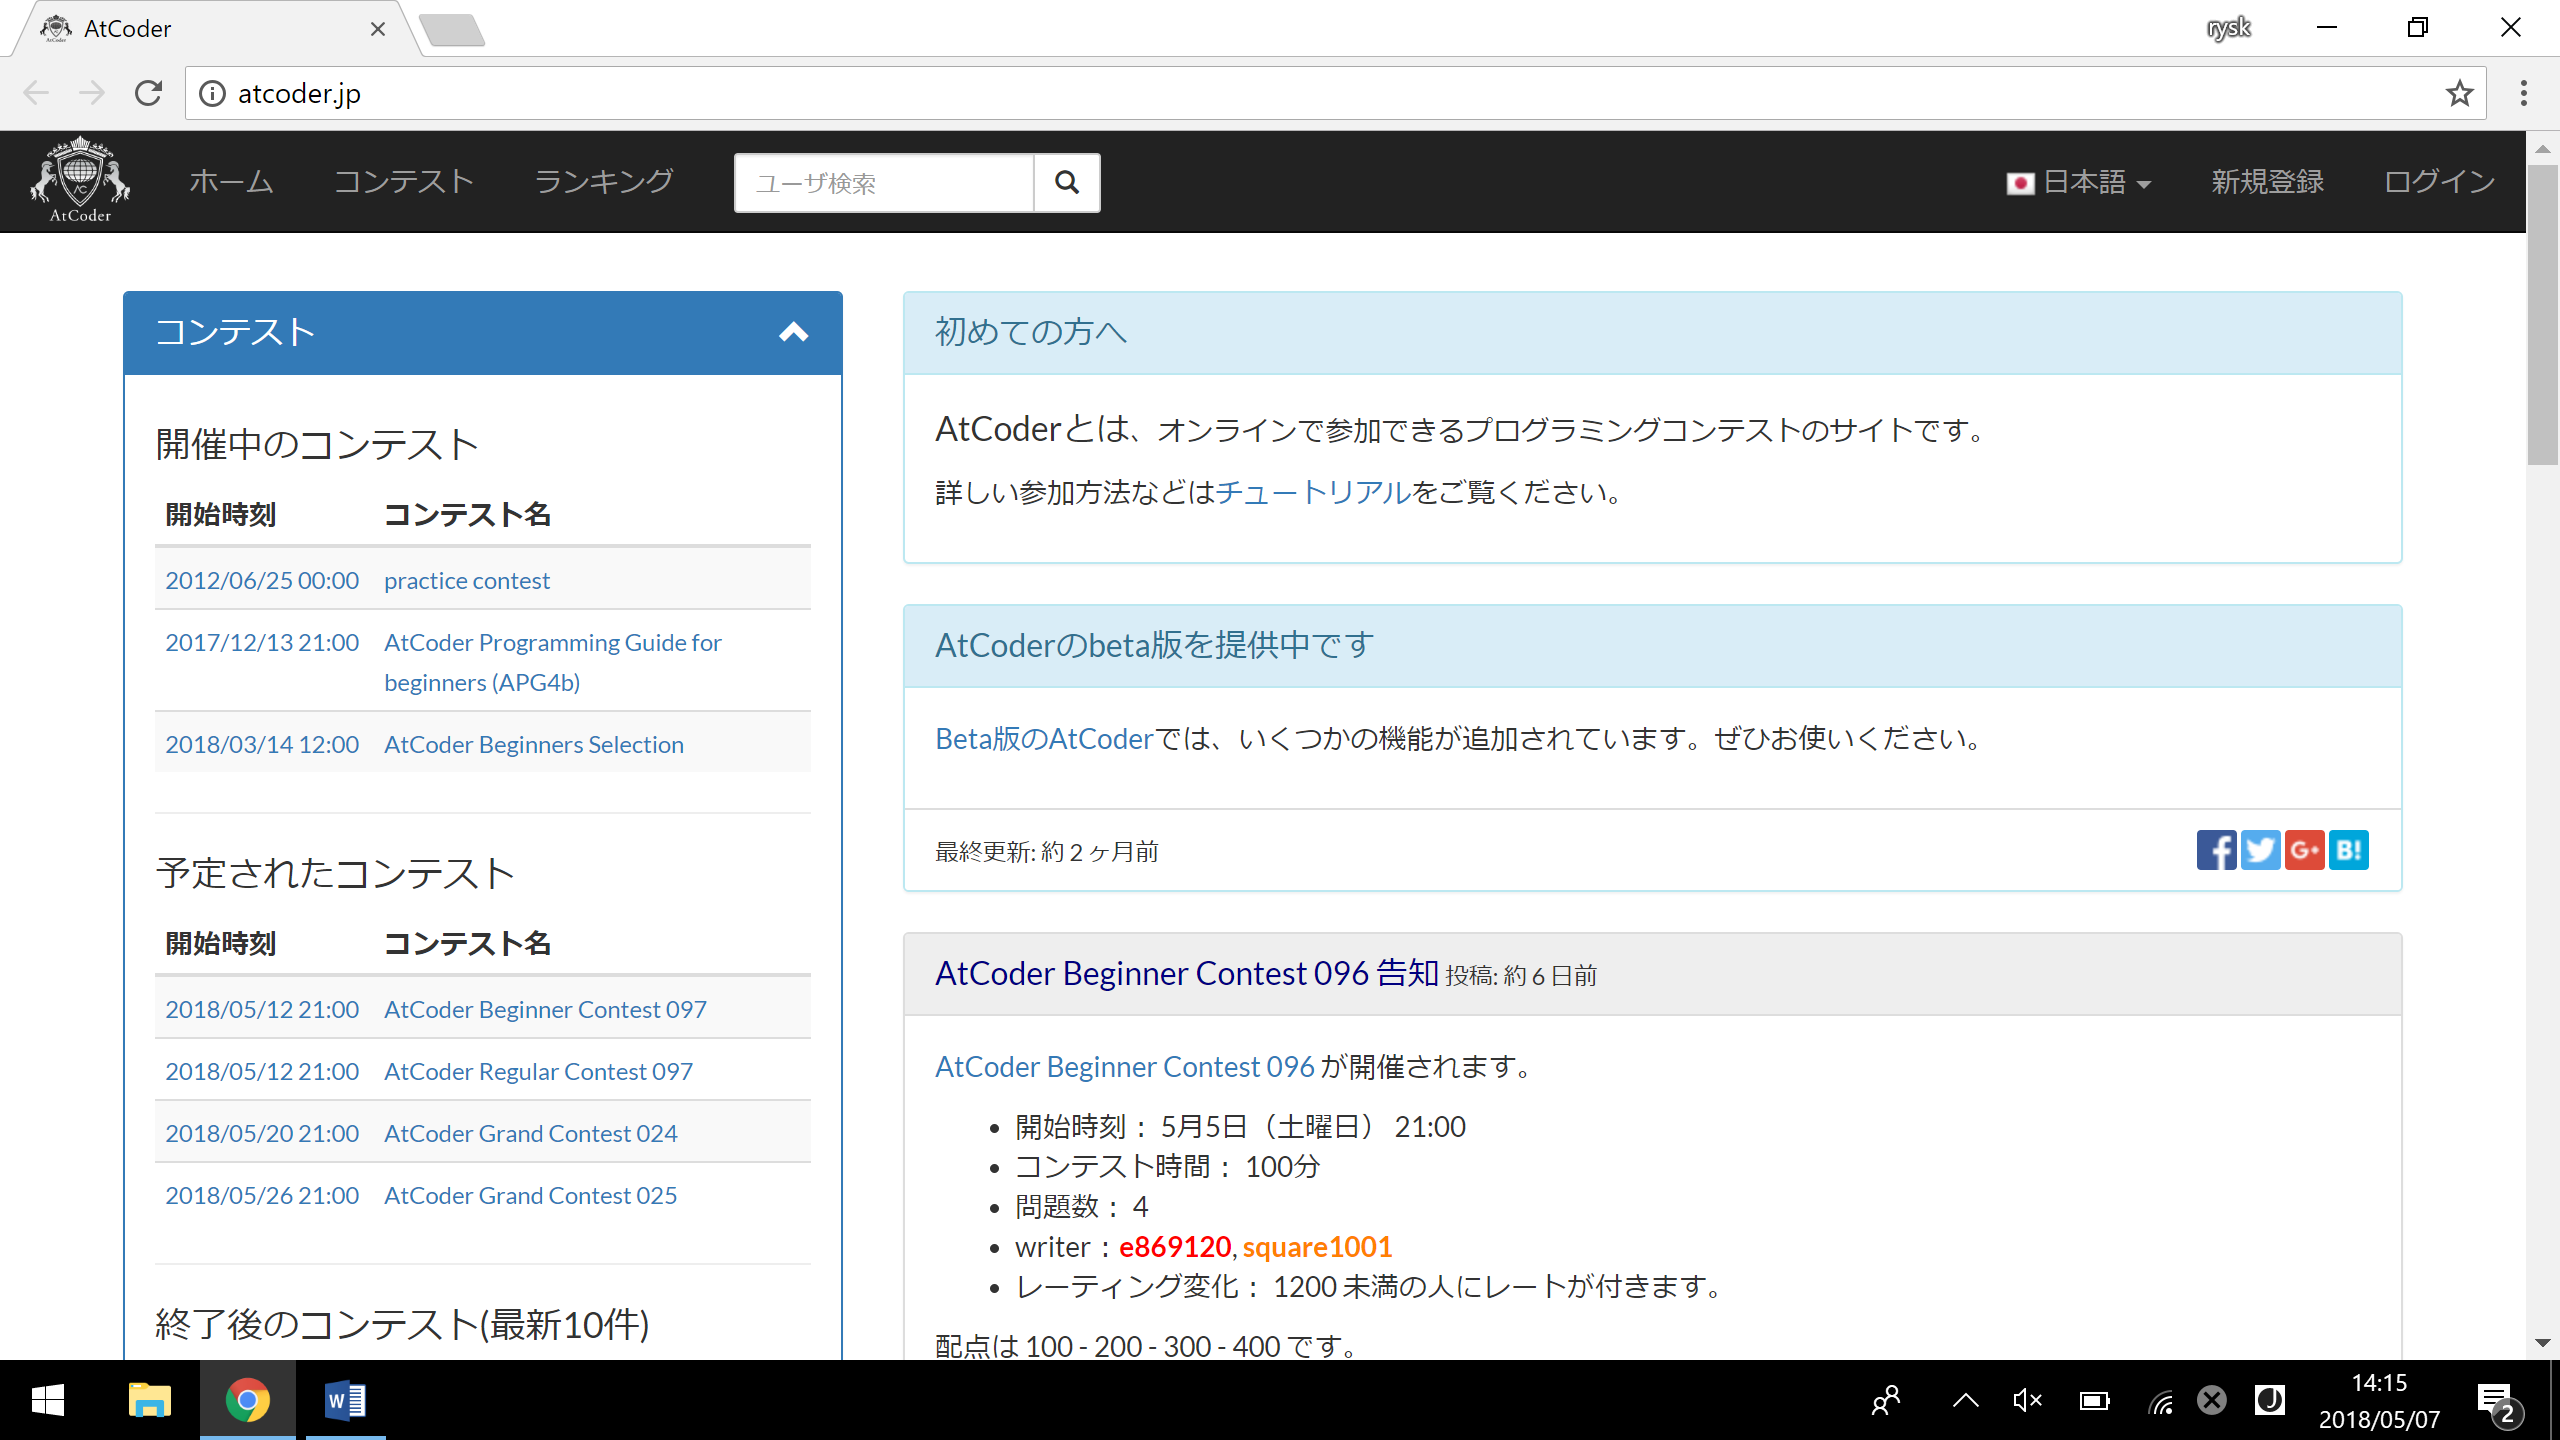 AtCoder
rysk
atcoder.jp
AtCoder
ホーム
コンテスト
ランキング
ユーザ検索
日本語
新規登録
ログイン
コンテスト
開催中のコンテスト
開始時刻 コンテスト名
2012/06/25 00:00 practice contest
2017/12/13 21:00 AtCoder Programming Guide for
beginners (APG4b)
2018/03/14 12:00 AtCoder Beginners Selection
予定されたコンテスト
開始時刻 コンテスト名
2018/05/12 21:00 AtCoder Beginner Contest 097
2018/05/12 21:00 AtCoder Regular Contest 097
2018/05/20 21:00 AtCoder Grand Contest 024
2018/05/26 21:00 AtCoder Grand Contest 025
終了後のコンテスト(最新10件)
初めての方へ
AtCoderとは、オンラインで参加できるプログラミングコンテストのサイトです。
詳しい参加方法などはチュートリアルをご覧ください。
AtCoderのbeta版を提供中です
Beta版のAtCoderでは、いくつかの機能が追加されています。ぜひお使いください。
最終更新: 約 2 ヶ月前
AtCoder Beginner Contest 096 告知 投稿: 約 6 日前
AtCoder Beginner Contest 096 が開催されます。
開始時刻： 5月5日（土曜日） 21:00
コンテスト時間： 100分
問題数： 4
writer：e869120, square1001
レーティング変化： 1200 未満の人にレートが付きます。
配点は 100 - 200 - 300 - 400 です。
14:15
2018/05/07
2